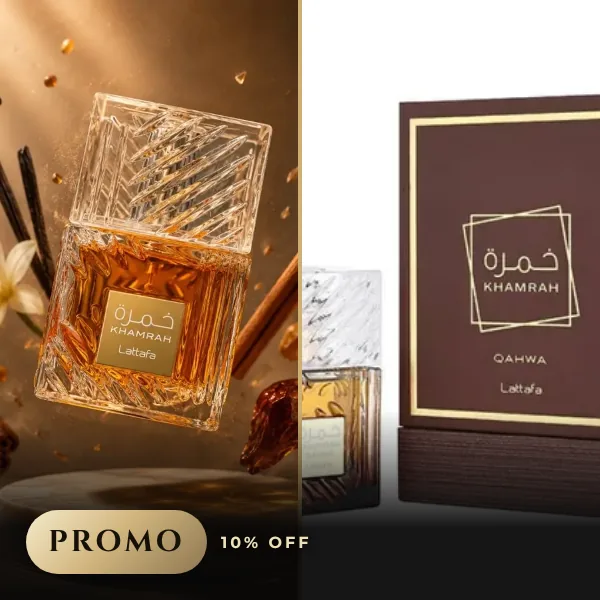 خمرة
KHAMRAH
Lattafa
خمرة
KHAMRAH
QAHWA
Lattafa
PROMO
10% OFF